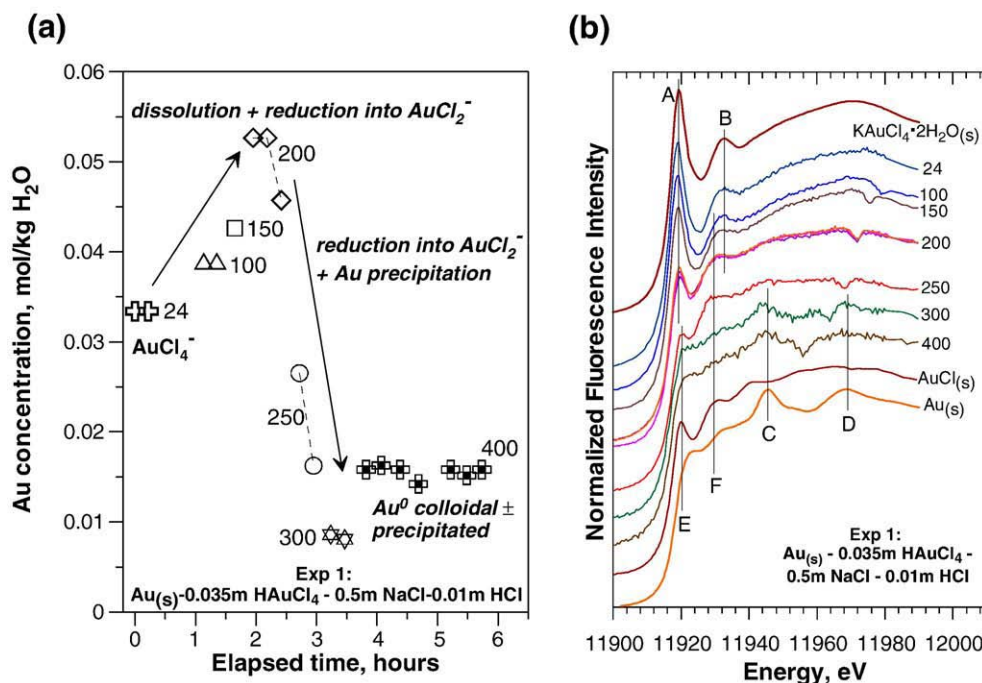 (a)
Au concentration, mol/kg H2O
0.06
0.05
0.04
0.03
0.02
0.01
0
dissolution + reduction into AuCl2-
200
150
100
24
AuCl4-
reduction into AuCl2-
+ Au precipitation
250
400
Au0 colloidal ±
precipitated
300
Exp 1:
Au(s)-0.035m HAuCl4 - 0.5m NaCl-0.01m HCl
0 1 2 3 4 5 6
Elapsed time, hours
(b)
Normalized Fluorescence Intensity
A
B
KAuCl4•2H2O(s)
24
100
150
200
250
300
400
AuCl(s)
Au(s)
C
D
F
E
Exp 1:
Au(s) - 0.035m HAuCl4 -
0.5m NaCl - 0.01m HCl
11900 11920 11940 11960 11980 12000
Energy, eV